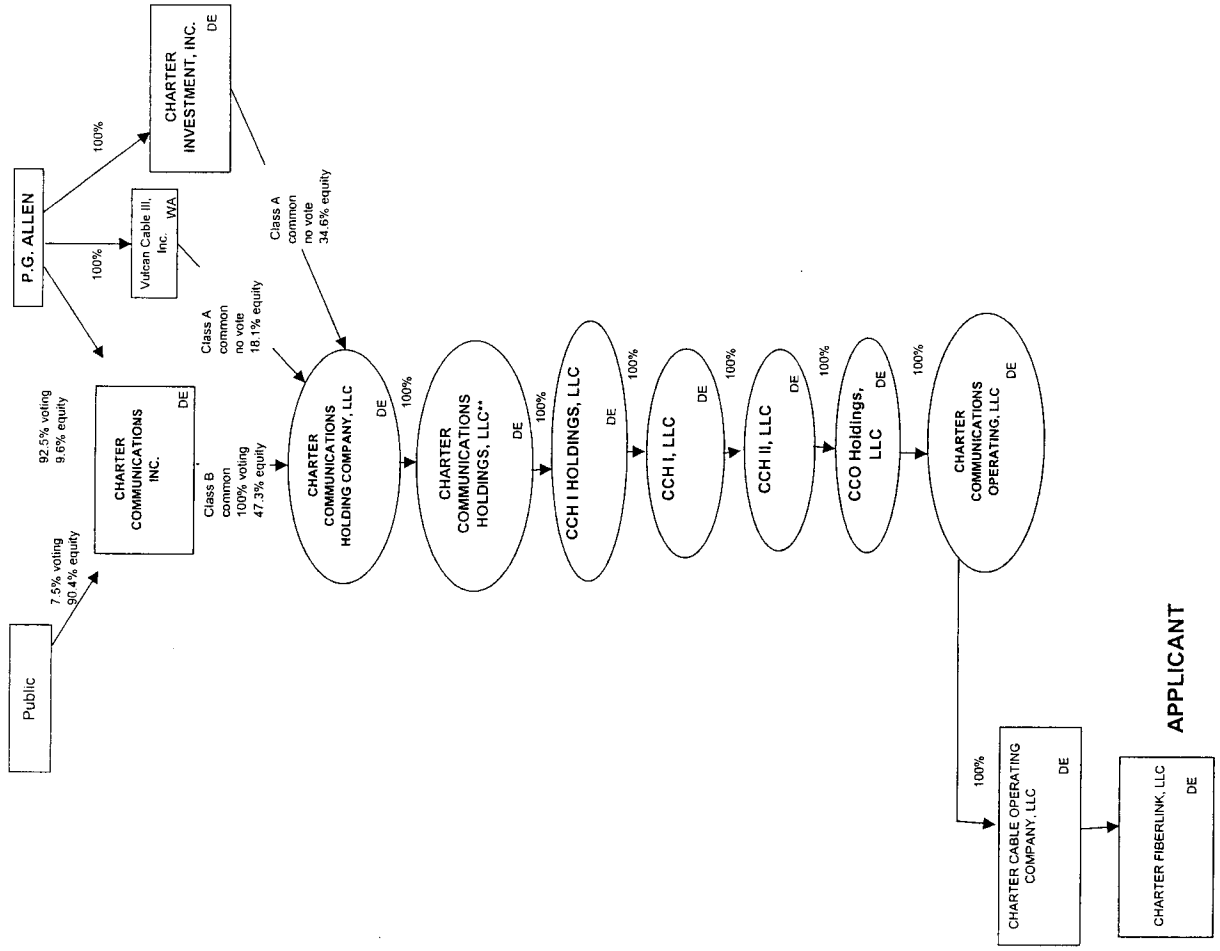 Public
P.G. ALLEN
7.5% voting
90.4% equity
92.5% voting
9.6% equity
100%
100%
CHARTER
COMMUNICATIONS
INC.
DE
Vulcan Cable III,
Inc.
WA
CHARTER
INVESTMENT, INC.
DE
Class B
common
100% voting
47.3% equity
Class A
common
no vote
18.1% equity
Class A
common
no vote
34.6% equity
CHARTER
COMMUNICATIONS
HOLDING COMPANY, LLC
DE
100%
CHARTER
COMMUNICATIONS
HOLDINGS, LLC**
DE
100%
CCH I HOLDINGS, LLC
DE
100%
CCH I, LLC
DE
100%
CCH II, LLC
DE
100%
CCO Holdings,
LLC
DE
100%
CHARTER
COMMUNICATIONS
OPERATING, LLC
DE
100%
CHARTER CABLE OPERATING
COMPANY, LLC
DE
CHARTER FIBERLINK, LLC
DE
APPLICANT